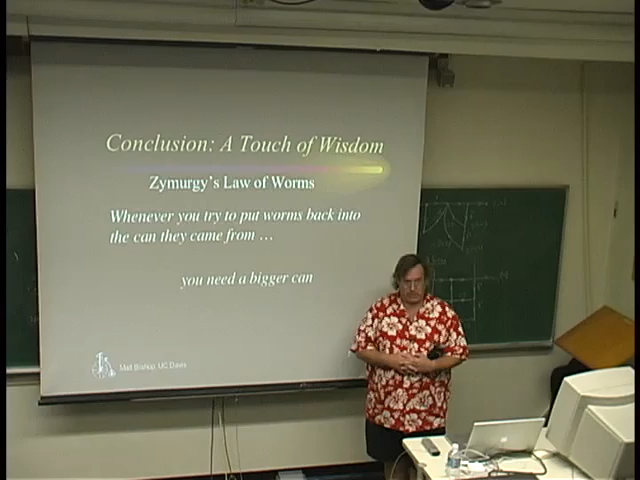 Conclusion: A Touch of Wisdom
Zymurgy's Law of Worms
Whenever you try to put worms back into
the can they came from …
you need a bigger can
Matt Bishop, UC Davis